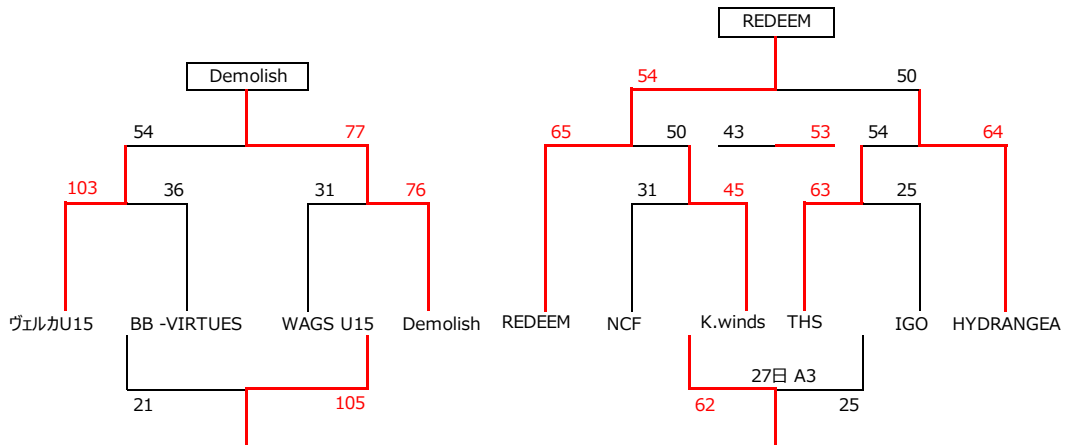 REDEEM
Demolish
54
50
54
77
65
50
43
53
54
64
103
36
31
76
31
45
63
25
ヴェルカU15
BB -VIRTUES
WAGS U15
Demolish
REDEEM
NCF
K.winds
THS
IGO
HYDRANGEA
27日 A3
21
105
62
25